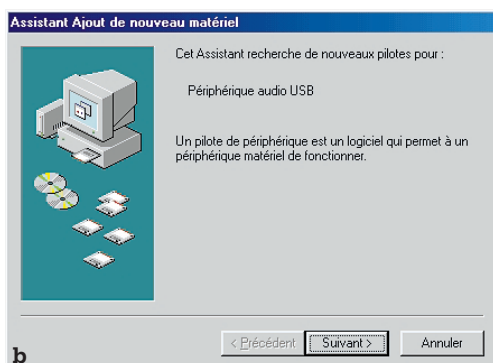 Assistant Ajout de nouveau matériel
Cet Assistant recherche de nouveaux pilotes pour :
Périphérique audio USB
Un pilote de périphérique est un logiciel qui permet à un
périphérique matériel de fonctionner.
< Précédent Suivant > Annuler
b